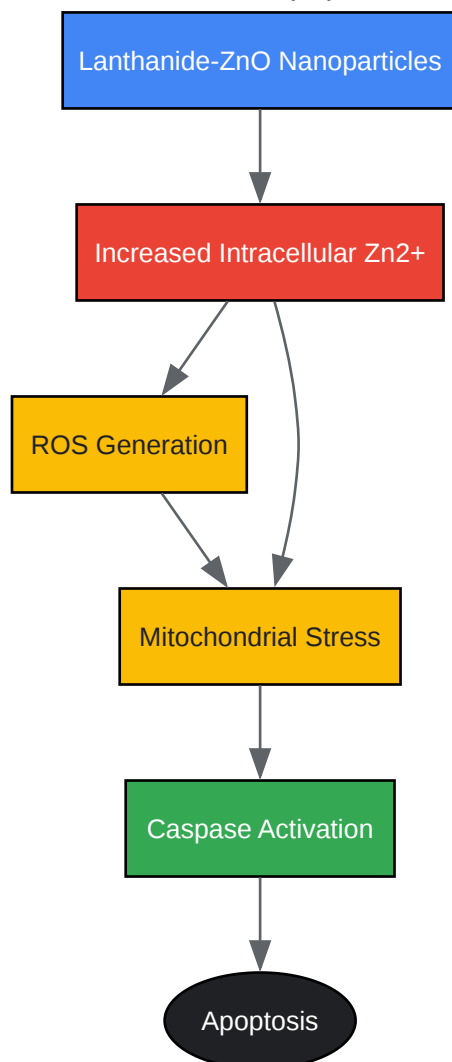 Lanthanide-ZnO Nanoparticles
Increased Intracellular Zn2+
ROS Generation
Mitochondrial Stress
Caspase Activation
Apoptosis